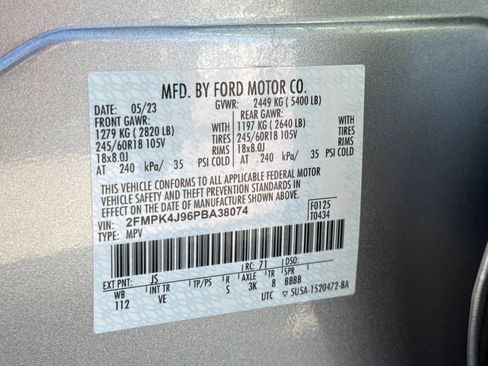 MFD. BY FORD MOTOR CO.
DATE: 05/23 GVWR: 2449 KG ( 5400 LB)
FRONT GAWR: REAR GAWR:
1279 KG ( 2820 LB) WITH 1197 KG ( 2640 LB) WITH
245/60R18 105V TIRES 245/60R18 105V TIRES
18x8.0J RIMS 18x8.0J RIMS
AT 240 kPa/ 35 PSI COLD AT 240 kPa/ 35 PSI COLD
THIS VEHICLE CONFORMS TO ALL APPLICABLE FEDERAL MOTOR
VEHICLE SAFETY AND THEFT PREVENTION STANDARDS IN
EFFECT ON THE DATE OF MANUFACTURE SHOWN ABOVE.
VIN: 2FMPK4J96PBA38074 F0125
TYPE: MPV T0434
EXT PNT: JS RC: 71 DSO:
WB INT TR TP/PS R AXLE TR SPR
112 VE S 3K 8 BBBB
UTC ▽ 5U5A-1520472-BA